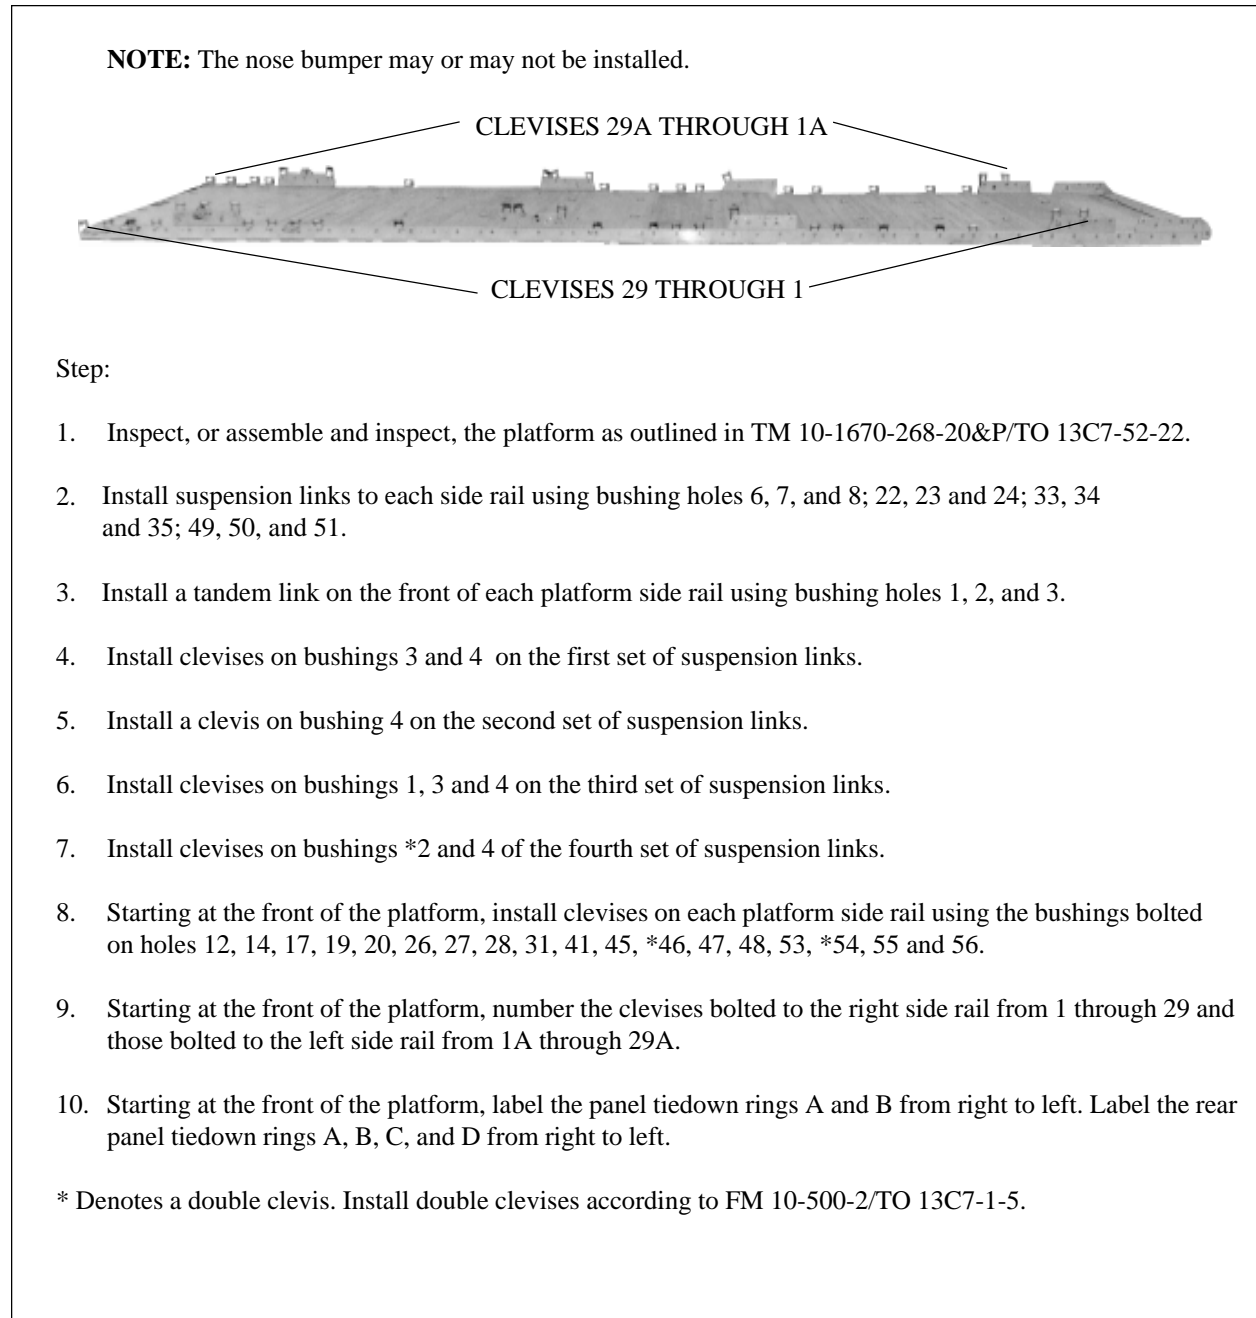 NOTE: The nose bumper may or may not be installed.
CLEVISES 29A THROUGH 1A
CLEVISES 29 THROUGH 1
Step:
1. Inspect, or assemble and inspect, the platform as outlined in TM 10-1670-268-20&P/TO 13C7-52-22.
2. Install suspension links to each side rail using bushing holes 6, 7, and 8; 22, 23 and 24; 33, 34
and 35; 49, 50, and 51.
3. Install a tandem link on the front of each platform side rail using bushing holes 1, 2, and 3.
4. Install clevises on bushings 3 and 4 on the first set of suspension links.
5. Install a clevis on bushing 4 on the second set of suspension links.
6. Install clevises on bushings 1, 3 and 4 on the third set of suspension links.
7. Install clevises on bushings *2 and 4 of the fourth set of suspension links.
8. Starting at the front of the platform, install clevises on each platform side rail using the bushings bolted
on holes 12, 14, 17, 19, 20, 26, 27, 28, 31, 41, 45, *46, 47, 48, 53, *54, 55 and 56.
9. Starting at the front of the platform, number the clevises bolted to the right side rail from 1 through 29 and
those bolted to the left side rail from 1A through 29A.
10. Starting at the front of the platform, label the panel tiedown rings A and B from right to left. Label the rear
panel tiedown rings A, B, C, and D from right to left.
* Denotes a double clevis. Install double clevises according to FM 10-500-2/TO 13C7-1-5.